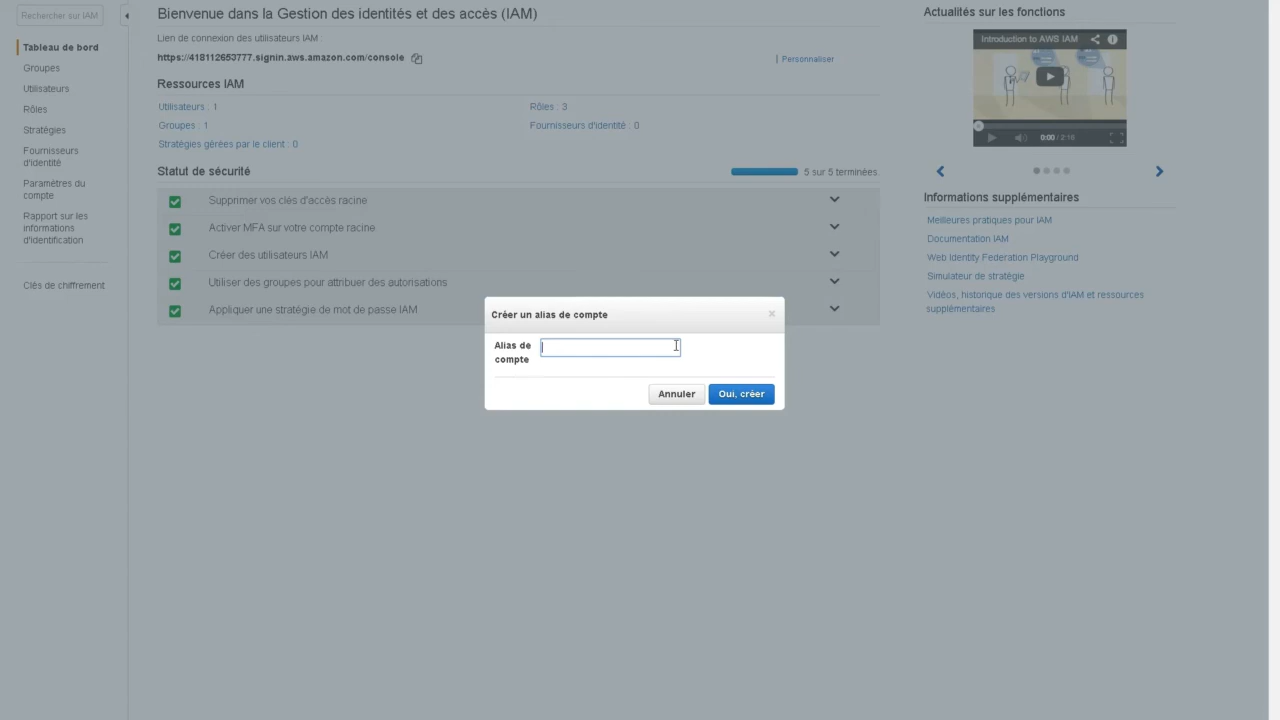 Rechercher sur IAM
Tableau de bord
Groupes
Utilisateurs
Rôles
Stratégies
Fournisseurs
d'identité
Paramètres du
compte
Rapport sur les
informations
d'identification
Clés de chiffrement
Bienvenue dans la Gestion des identités et des accès (IAM)
Lien de connexion des utilisateurs IAM :
https://418112653777.signin.aws.amazon.com/console
| Personnaliser
Ressources IAM
Utilisateurs : 1
Rôles : 3
Groupes : 1
Fournisseurs d'identité : 0
Stratégies gérées par le client : 0
Statut de sécurité
5 sur 5 terminées.
Supprimer vos clés d'accès racine
Activer MFA sur votre compte racine
Créer des utilisateurs IAM
Utiliser des groupes pour attribuer des autorisations
Appliquer une stratégie de mot de passe IAM
Créer un alias de compte
×
Alias de
compte
Annuler
Oui, créer
Actualités sur les fonctions
Introduction to AWS IAM
0:00 / 2:16
Informations supplémentaires
Meilleures pratiques pour IAM
Documentation IAM
Web Identity Federation Playground
Simulateur de stratégie
Vidéos, historique des versions d'IAM et ressources
supplémentaires